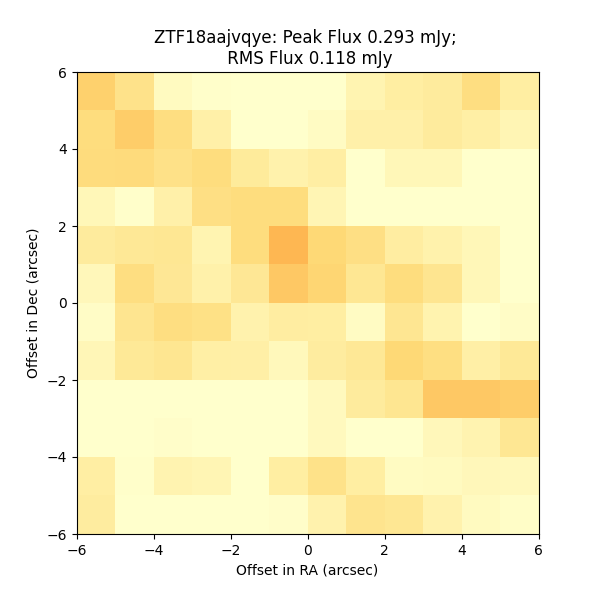 ZTF18aajvqye: Peak Flux 0.293 mJy;
RMS Flux 0.118 mJy
6
4
2
0
−2
−4
−6
Offset in Dec (arcsec)
−6 −4 −2 0 2 4 6
Offset in RA (arcsec)